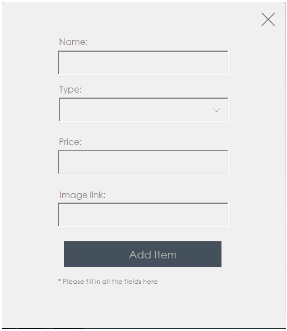 Name:
Type:
Price:
Image link:
Add Item
* Please fill in all the fields here